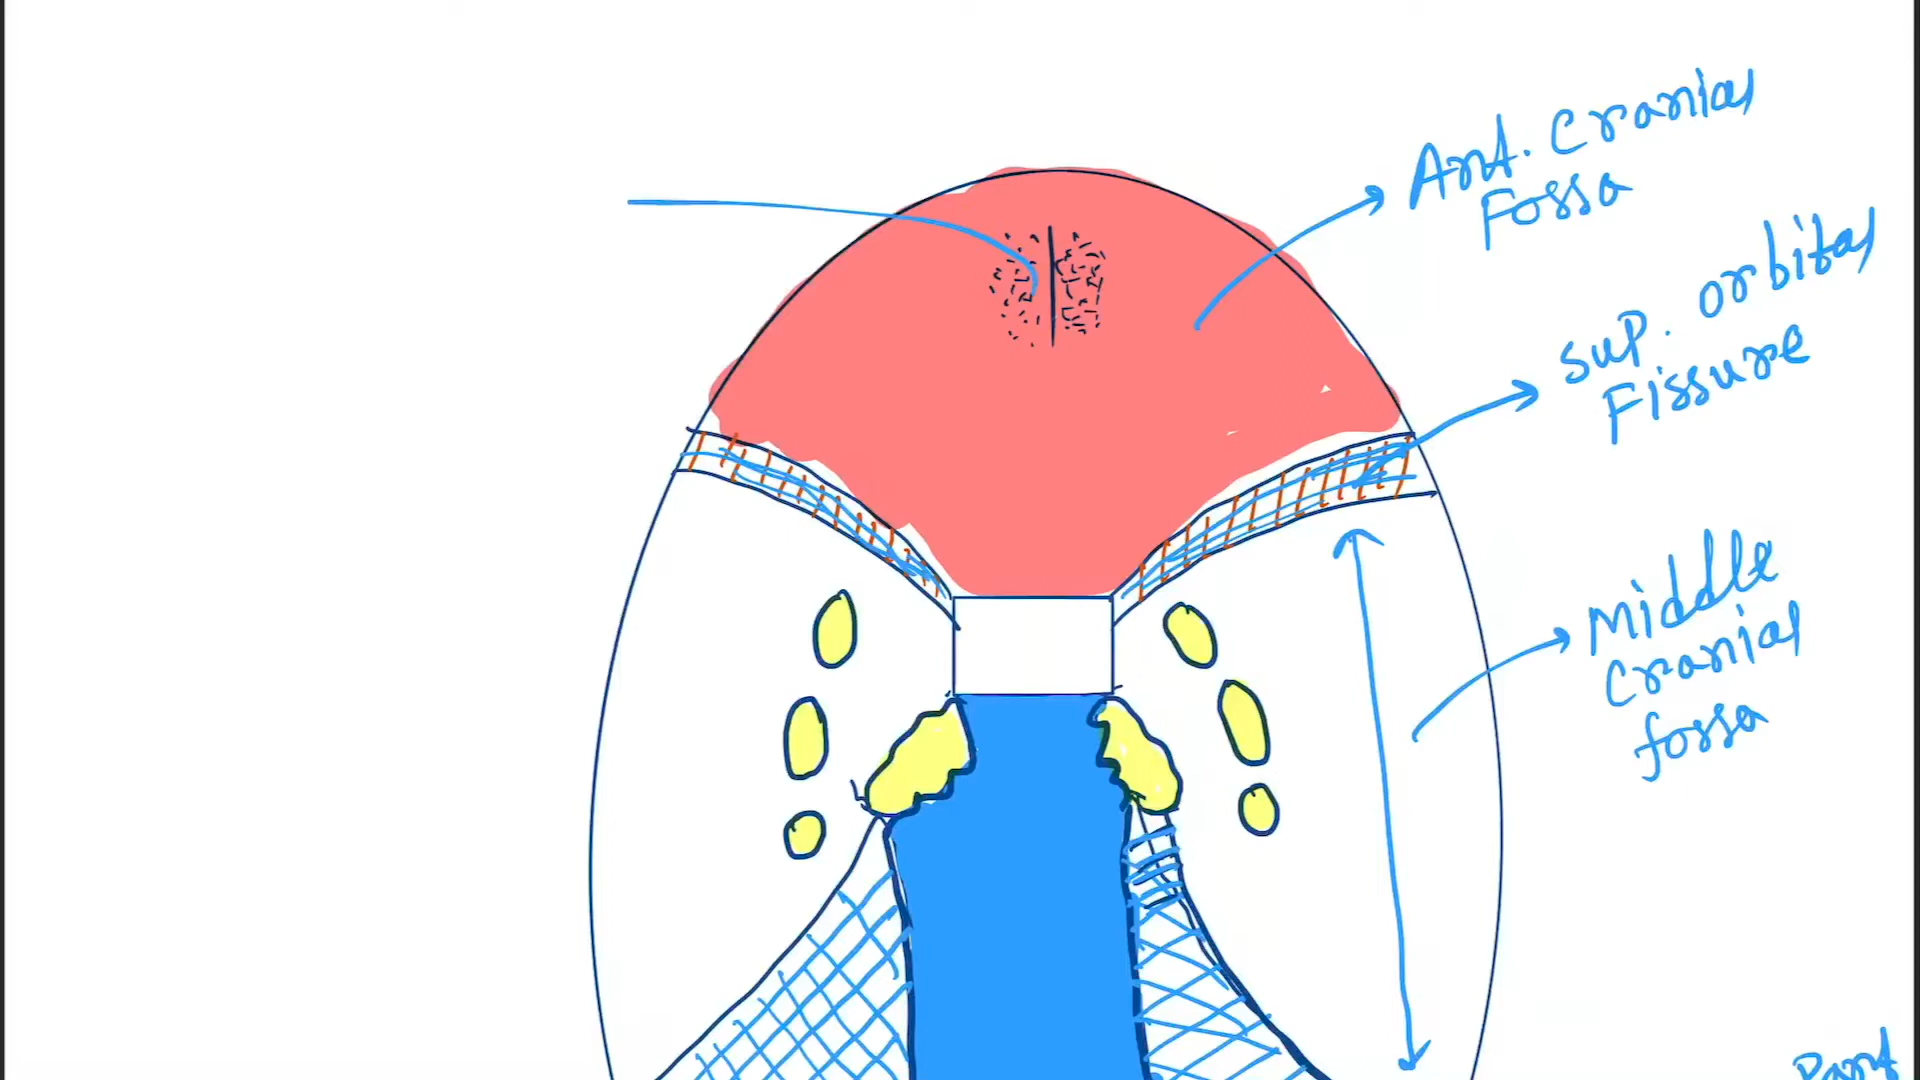 Ant. Cranial
Fossa
sup. orbital
Fissure
Middle
Cranial
fossa